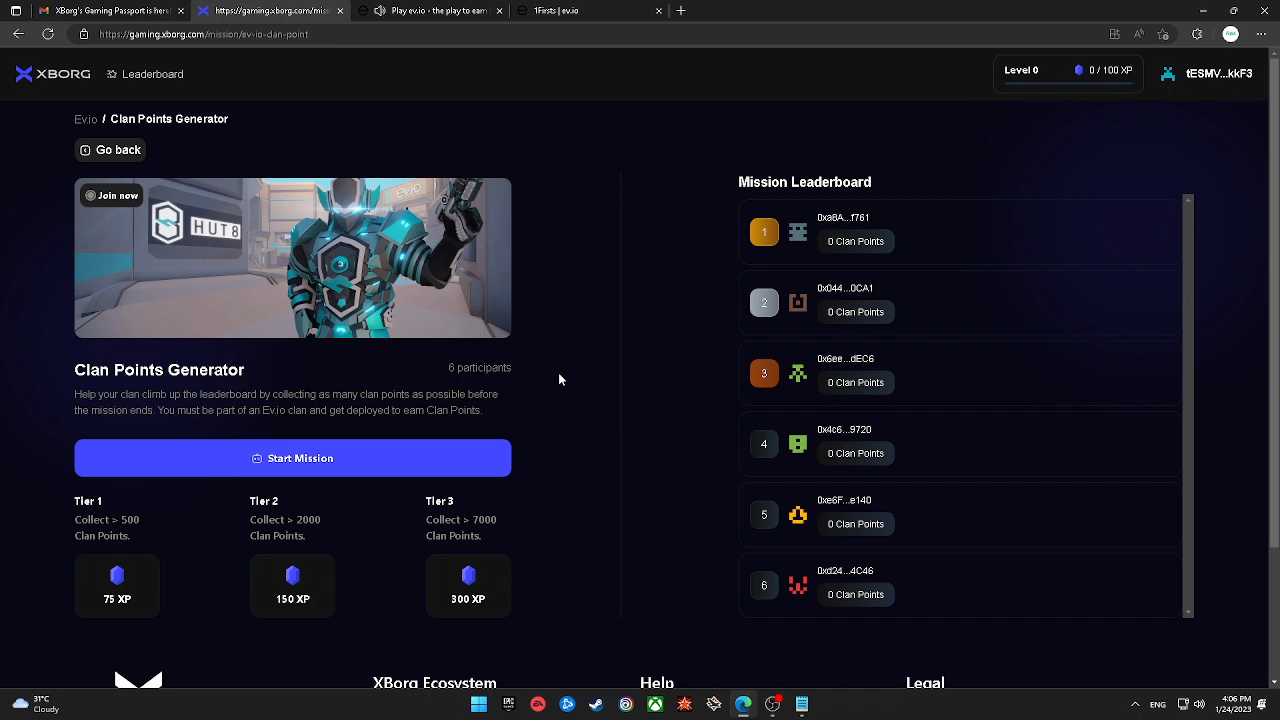 XBorg's Gaming Passport is here!
https://gaming.xborg.com/missi
Play ev.io - the play to earn
1Firsts | ev.io
https://gaming.xborg.com/mission/ev-io-clan-point
XBORG
Leaderboard
Level 0
0 / 100 XP
tESMV...kkF3
Ev.io / Clan Points Generator
Go back
Join now
HUT 8
ev.io
Clan Points Generator
6 participants
Help your clan climb up the leaderboard by collecting as many clan points as possible before
the mission ends. You must be part of an Ev.io clan and get deployed to earn Clan Points.
Start Mission
Tier 1
Collect > 500
Clan Points.
75 XP
Tier 2
Collect > 2000
Clan Points.
150 XP
Tier 3
Collect > 7000
Clan Points.
300 XP
Mission Leaderboard
1
0xaBA...f761
0 Clan Points
2
0x044...0CA1
0 Clan Points
3
0x6ee...dEC6
0 Clan Points
4
0x4c6...9720
0 Clan Points
5
0xe6F...e140
0 Clan Points
6
0xd24...4C46
0 Clan Points
XBorg Ecosystem
Help
Legal
31°C
Cloudy
ENG
4:06 PM
1/24/2023